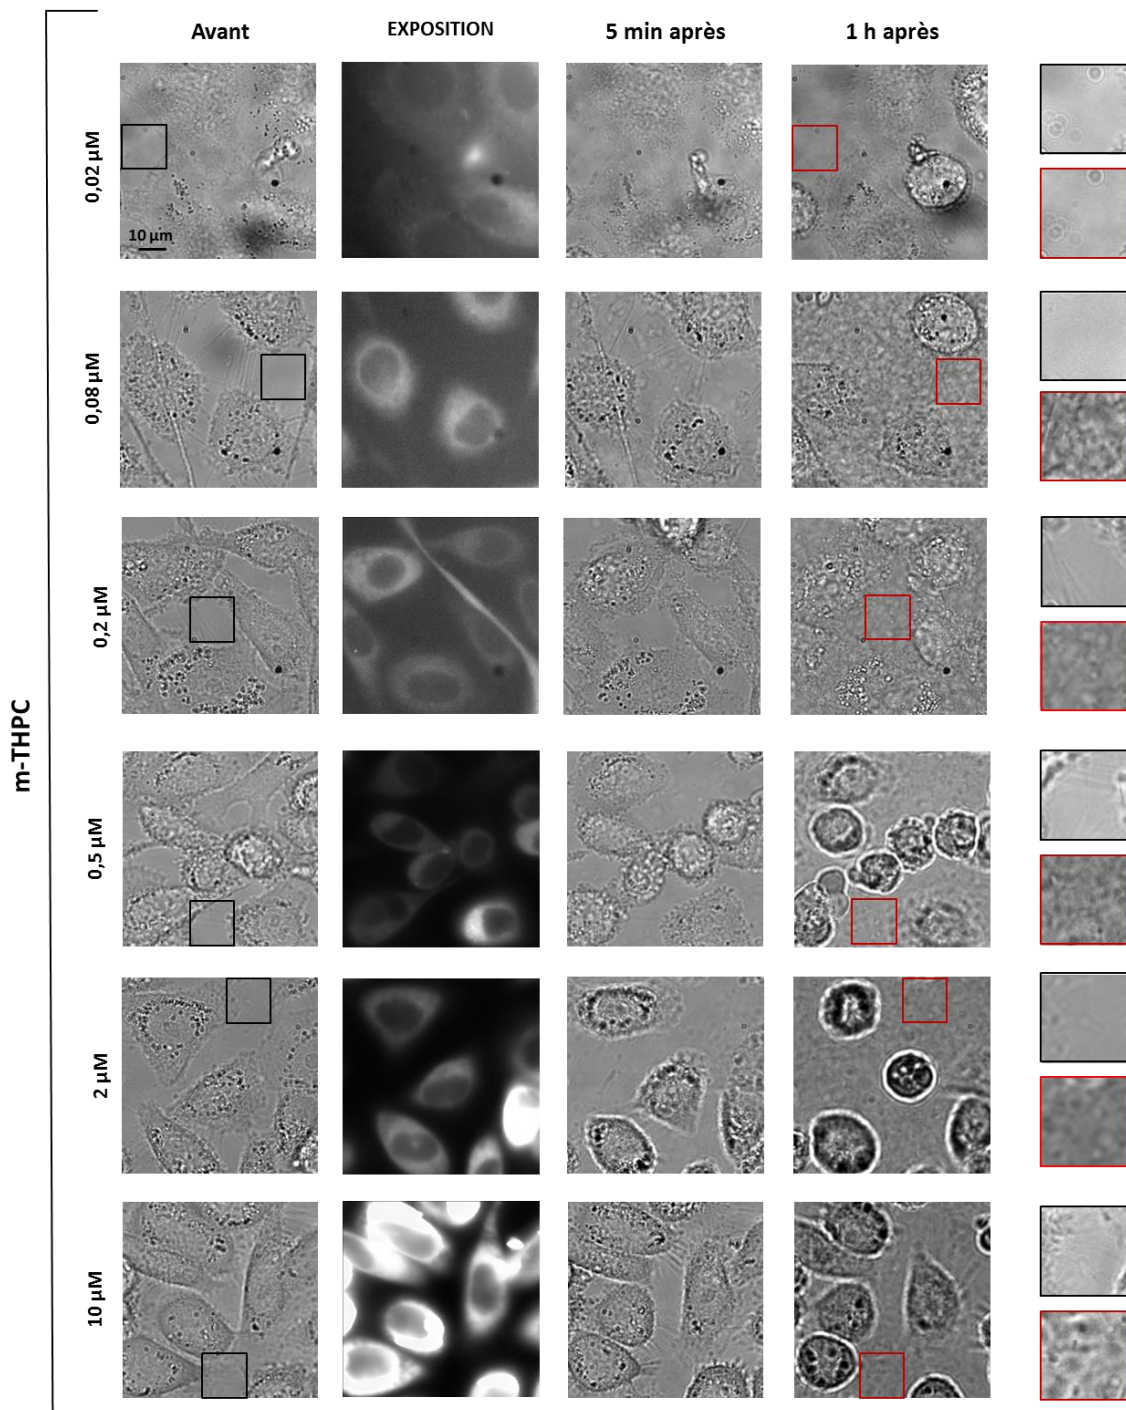 Avant EXPOSITION 5 min après 1 h après
0,02 µM
10 µm
0,08 µM
0,2 µM
m-THPC
0,5 µM
2 µM
10 µM